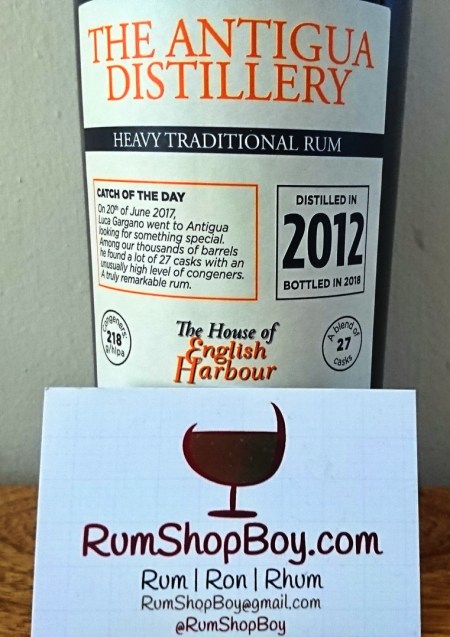 THE ANTIGUA
DISTILLERY
HEAVY TRADITIONAL RUM
CATCH OF THE DAY
On 20th of June 2017,
Luca Gargano went to Antigua
looking for something special.
Among our thousands of barrels
he found a lot of 27 casks with an
unusually high level of congeners.
A truly remarkable rum.
DISTILLED IN
2012
BOTTLED IN 2018
Congeners:
218
g/hlpa
The House of
English
Harbour
A blend of
27
casks
RumShopBoy.com
Rum | Ron | Rhum
RumShopBoy@gmail.com
@RumShopBoy